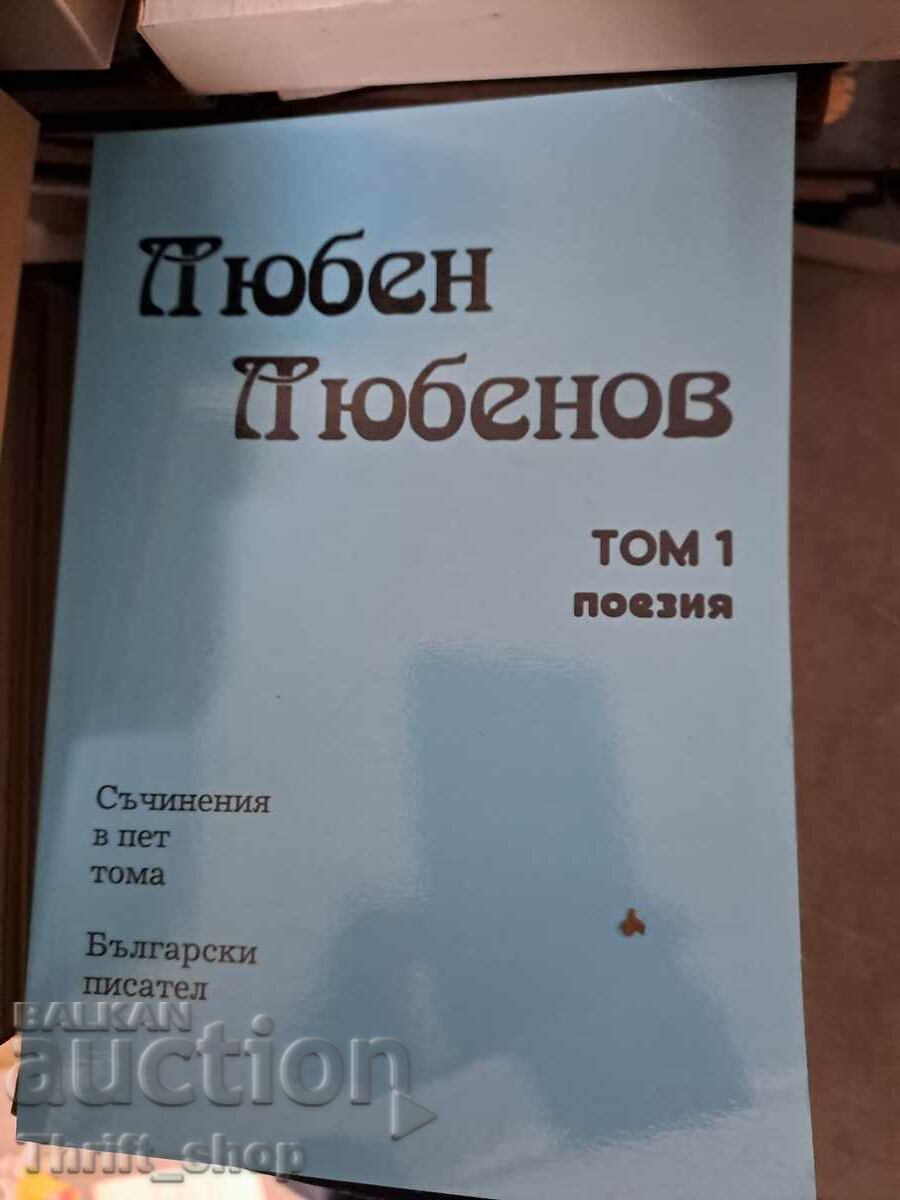 Любен
Любенов
ТОМ 1
поезия
Съчинения
в пет
тома
Български
писател
BALKAN
auction
Thrift_shop